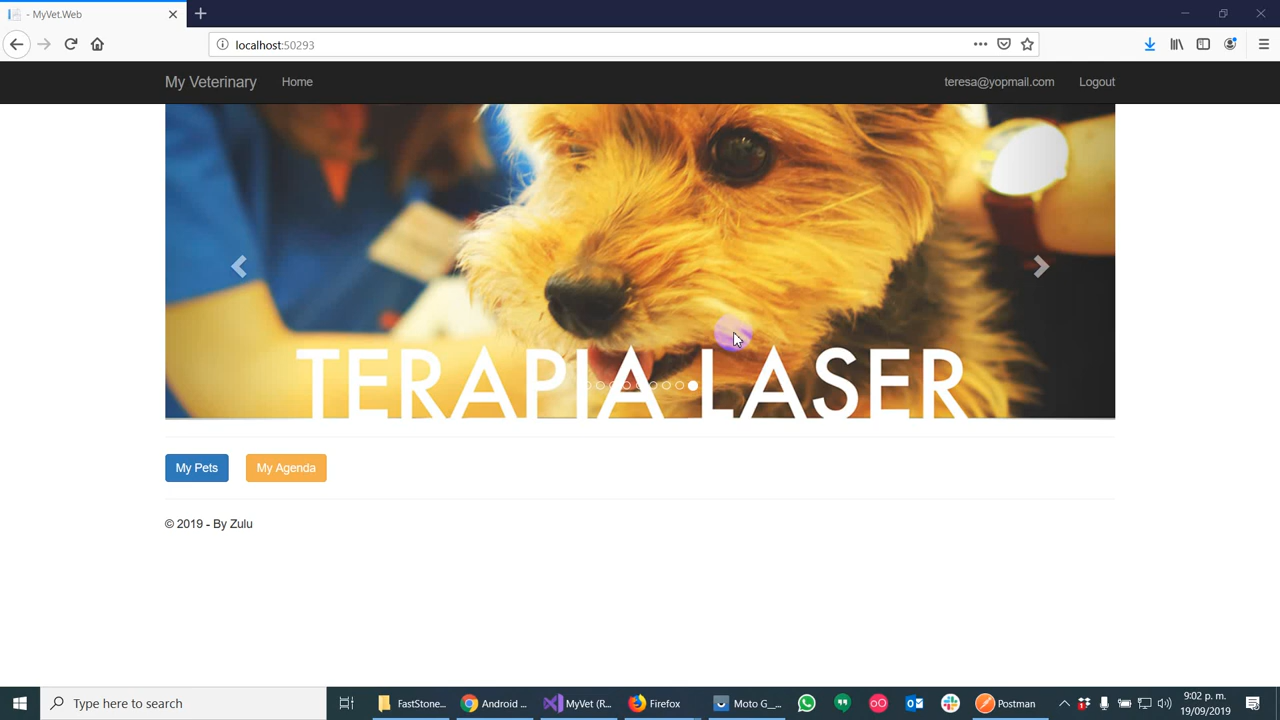 - MyVet.Web
localhost:50293
My Veterinary
Home
teresa@yopmail.com
Logout
TERAPIA LASER
My Pets
My Agenda
© 2019 - By Zulu
Type here to search
FastStone...
Android ...
MyVet (R...
Firefox
Moto G__...
Postman
9:02 p. m.
19/09/2019